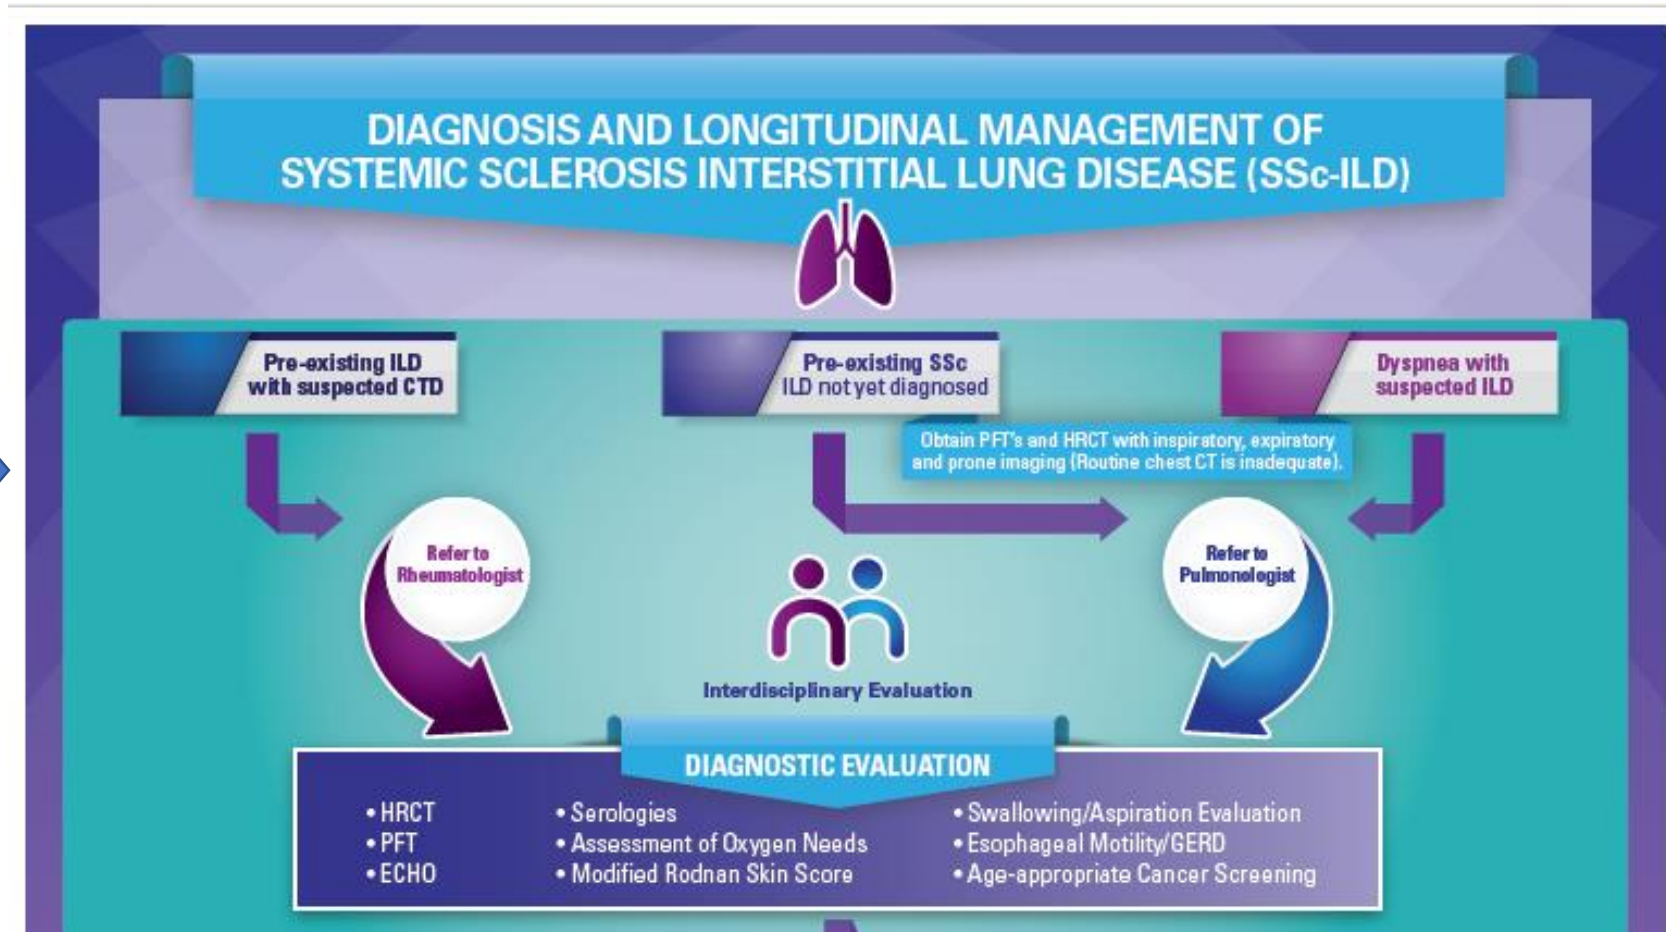 DIAGNOSIS AND LONGITUDINAL MANAGEMENT OF
SYSTEMIC SCLEROSIS INTERSTITIAL LUNG DISEASE (SSc-ILD)
Pre-existing ILD
with suspected CTD
Pre-existing SSc
ILD not yet diagnosed
Dyspnea with
suspected ILD
Obtain PFT's and HRCT with inspiratory, expiratory
and prone imaging (Routine chest CT is inadequate).
Refer to
Rheumatologist
Refer to
Pulmonologist
Interdisciplinary Evaluation
DIAGNOSTIC EVALUATION
• HRCT
• PFT
• ECHO
• Serologies
• Assessment of Oxygen Needs
• Modified Rodnan Skin Score
• Swallowing/Aspiration Evaluation
• Esophageal Motility/GERD
• Age-appropriate Cancer Screening